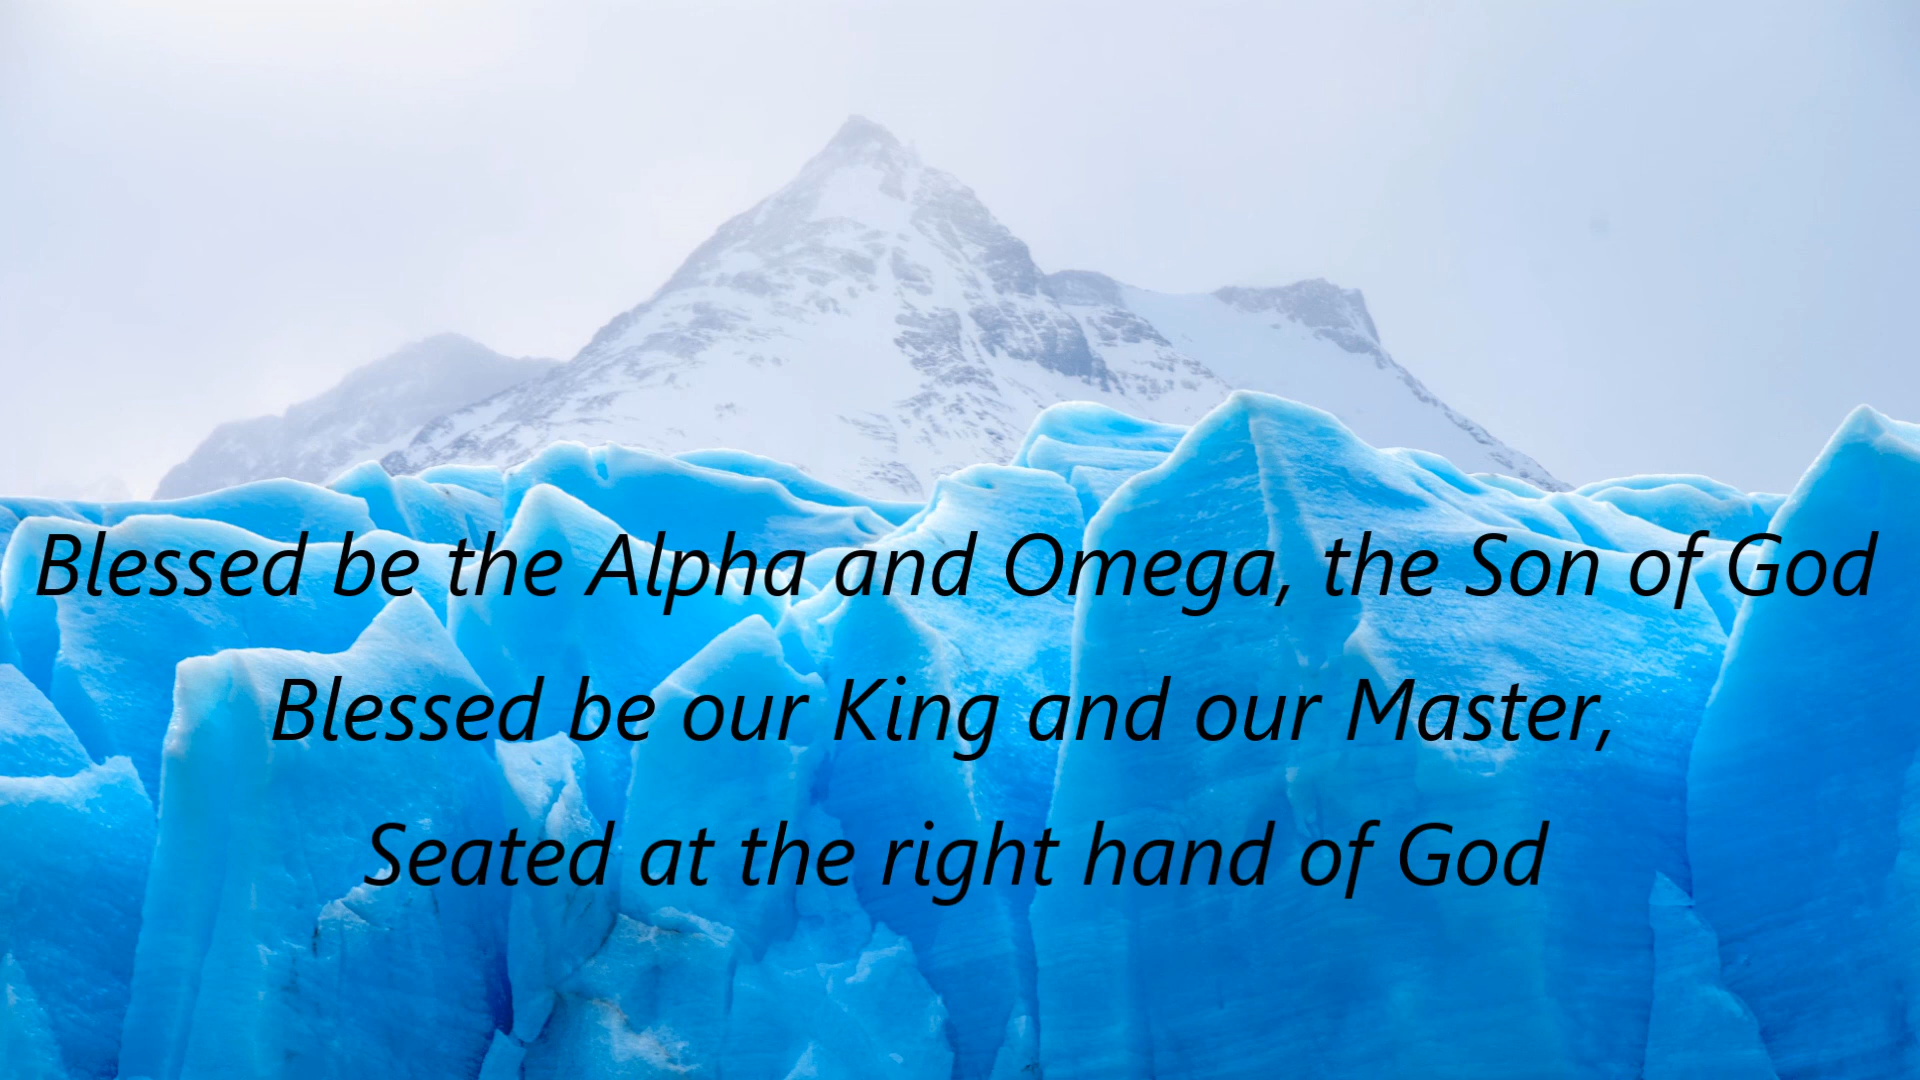 Blessed be the Alpha and Omega, the Son of God
Blessed be our King and our Master,
Seated at the right hand of God